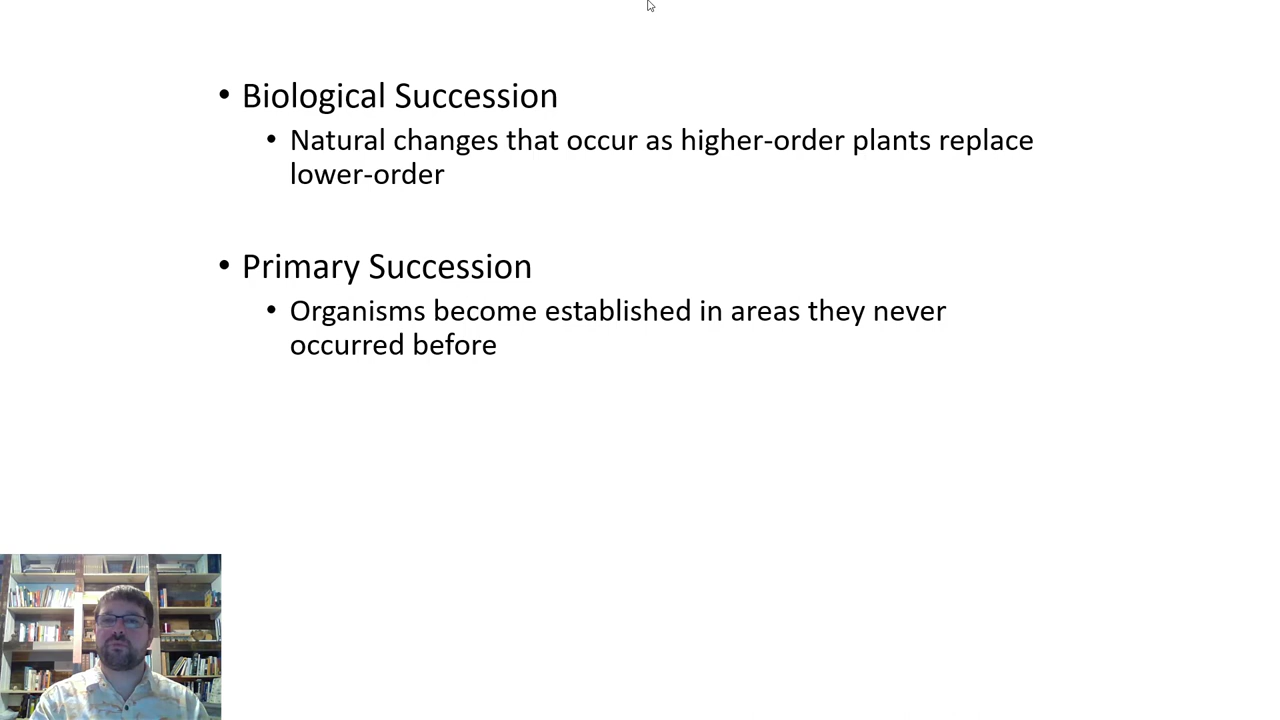 • Biological Succession
• Natural changes that occur as higher-order plants replace
lower-order
• Primary Succession
• Organisms become established in areas they never
occurred before